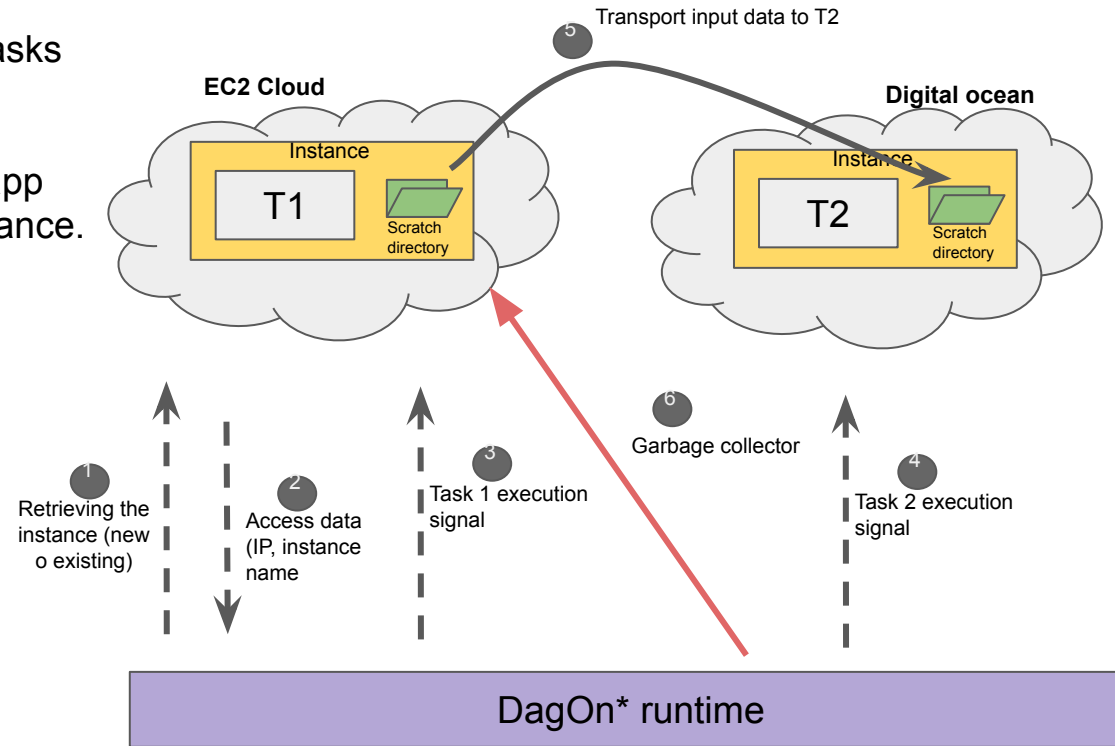 asks
pp
ance.
5
Transport input data to T2
EC2 Cloud
Instance
T1
Scratch
directory
Digital ocean
Instance
T2
Scratch
directory
1
Retrieving the
instance (new
o existing)
2
Access data
(IP, instance
name
3
Task 1 execution
signal
6
Garbage collector
4
Task 2 execution
signal
DagOn* runtime